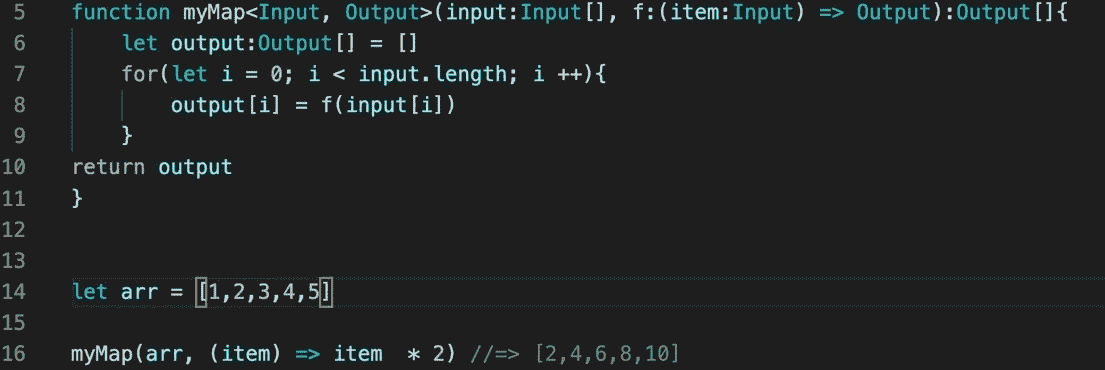 5 function myMap<Input, Output>(input:Input[], f:(item:Input) => Output):Output[]{
6     let output:Output[] = []
7     for(let i = 0; i < input.length; i ++){
8         output[i] = f(input[i])
9     }
10 return output
11 }
12
13
14 let arr = [1,2,3,4,5]
15
16 myMap(arr, (item) => item  * 2) //=> [2,4,6,8,10]